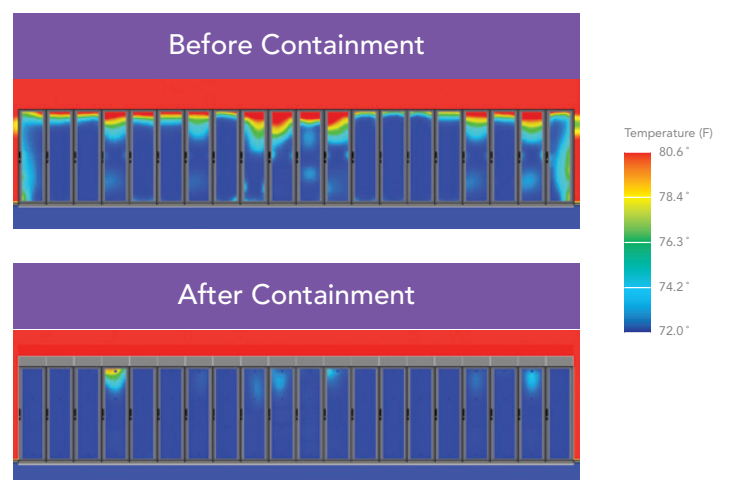 Before Containment
Temperature (F)
80.6˚
78.4˚
76.3˚
74.2˚
72.0˚
After Containment